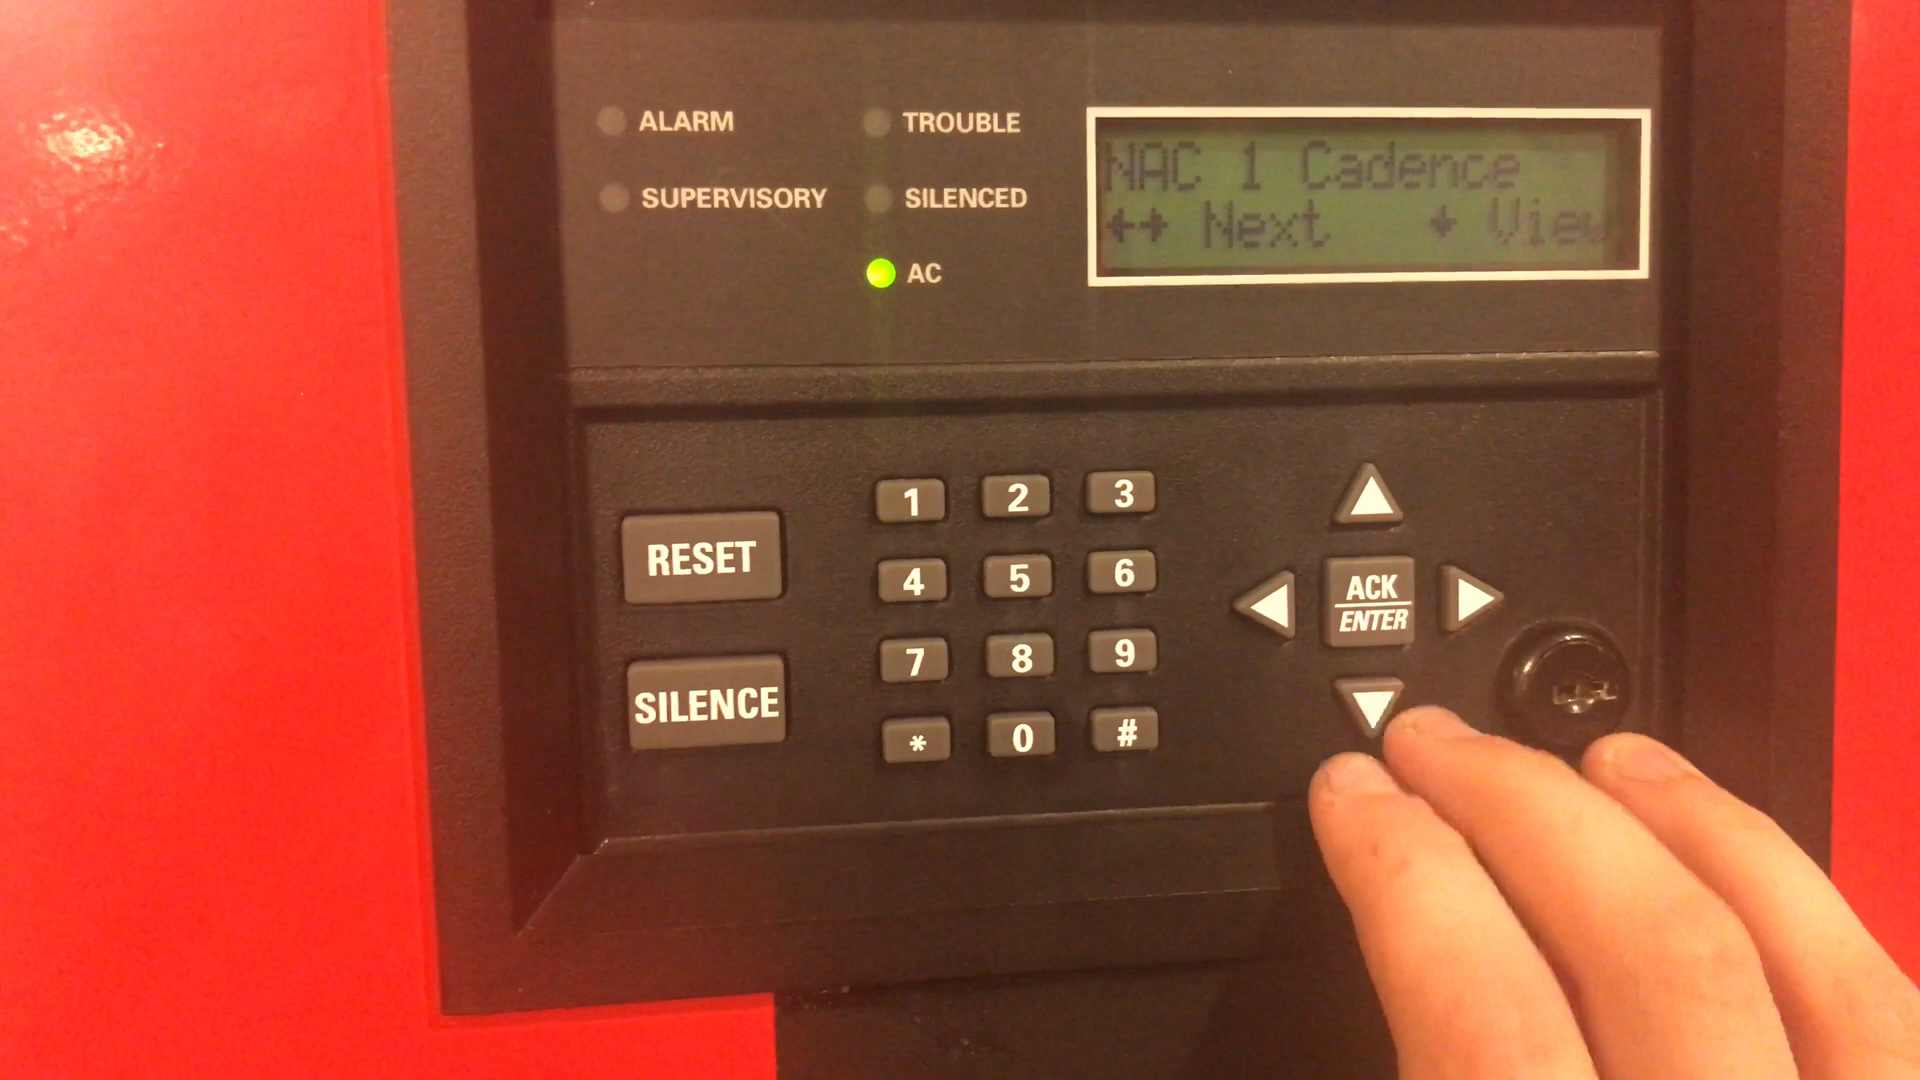 ALARM
TROUBLE
SUPERVISORY
SILENCED
AC
NAC 1 Cadence
←→ Next ↓ View
RESET
SILENCE
1 2 3
4 5 6
7 8 9
* 0 #
ACK
ENTER